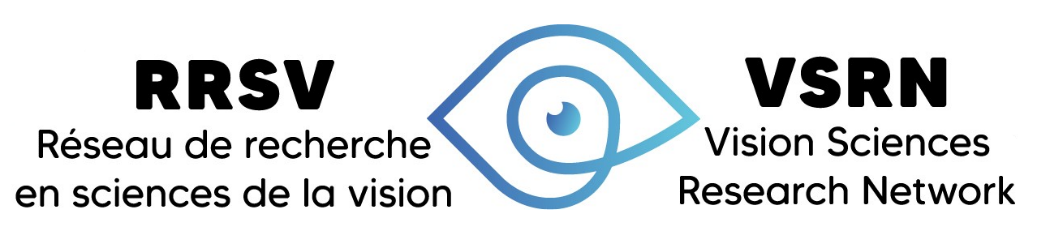 RRSV
Réseau de recherche
en sciences de la vision
VSRN
Vision Sciences
Research Network